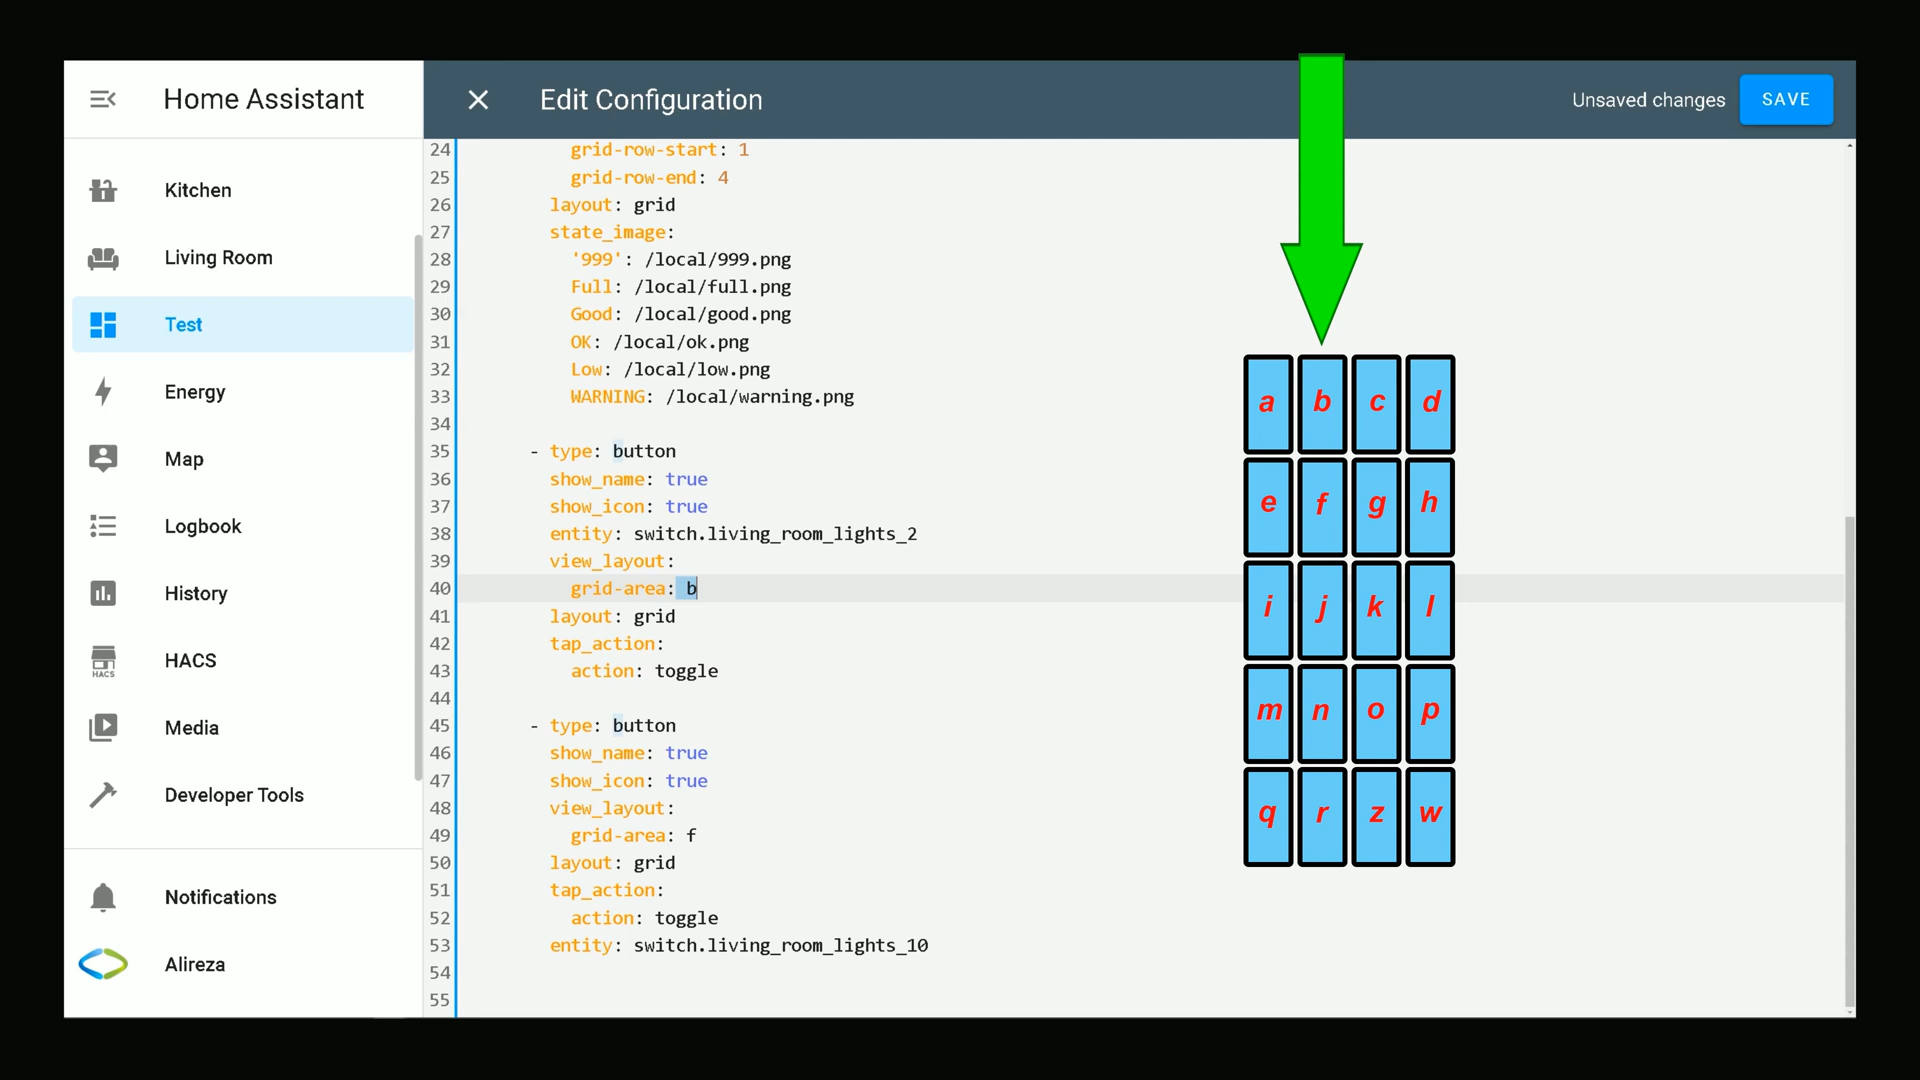 Home Assistant
Edit Configuration
Unsaved changes
SAVE
Kitchen
Living Room
Test
Energy
Map
Logbook
History
HACS
HACS
Media
Developer Tools
Notifications
Alireza
24 grid-row-start: 1
25 grid-row-end: 4
26 layout: grid
27 state_image:
28 '999': /local/999.png
29 Full: /local/full.png
30 Good: /local/good.png
31 OK: /local/ok.png
32 Low: /local/low.png
33 WARNING: /local/warning.png
34
35 - type: button
36 show_name: true
37 show_icon: true
38 entity: switch.living_room_lights_2
39 view_layout:
40 grid-area: b
41 layout: grid
42 tap_action:
43 action: toggle
44
45 - type: button
46 show_name: true
47 show_icon: true
48 view_layout:
49 grid-area: f
50 layout: grid
51 tap_action:
52 action: toggle
53 entity: switch.living_room_lights_10
54
55
a b c d
e f g h
i j k l
m n o p
q r z w